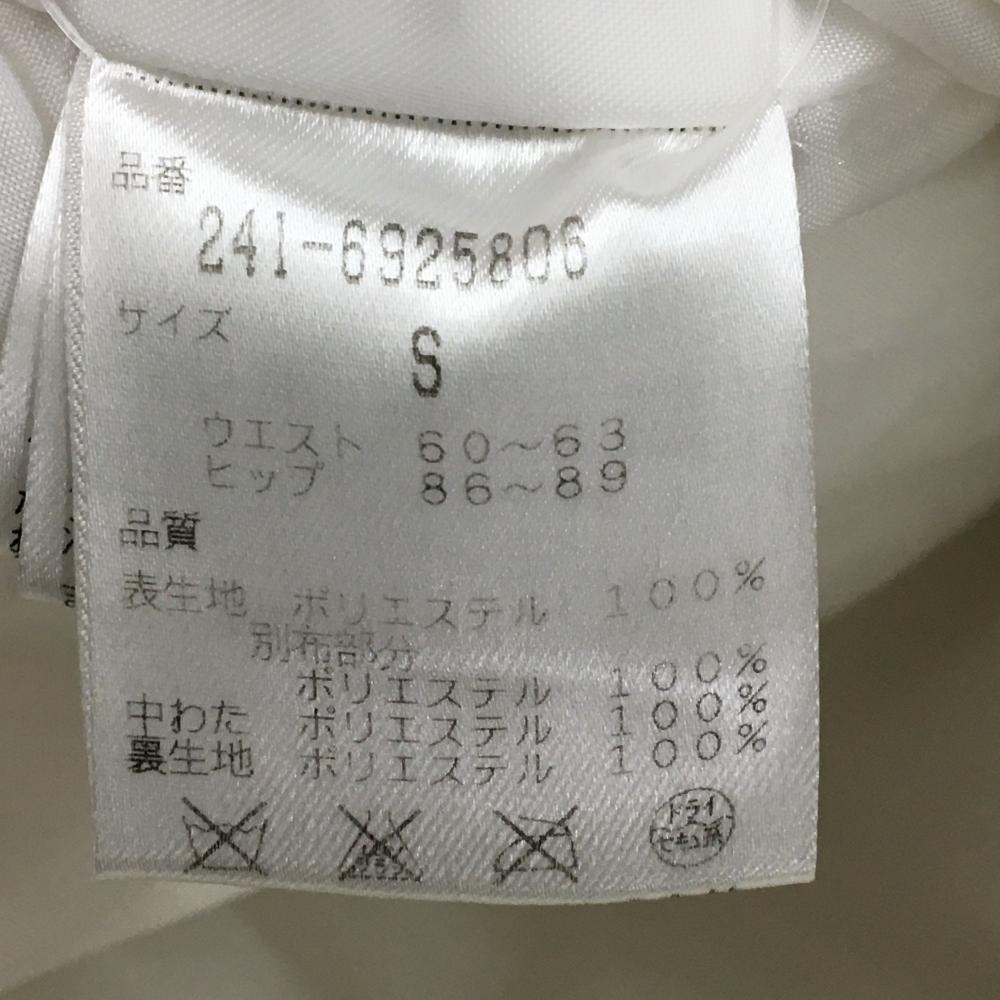 品番
241-6925806
サイズ
S
ウエスト 60～63
ヒップ 86～89
品質
表生地 ポリエステル 100%
別布部分
ポリエステル 100%
中わた ポリエステル 100%
裏生地 ポリエステル 100%
ドライ
セキユ系